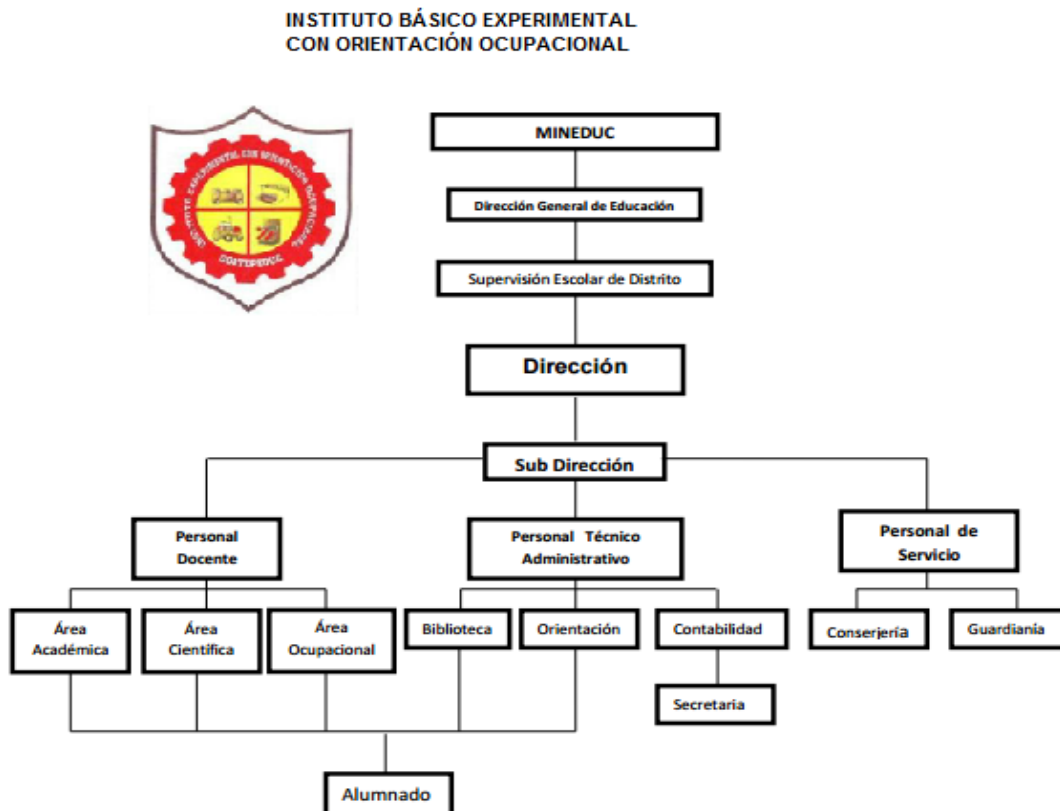 INSTITUTO BÁSICO EXPERIMENTAL
CON ORIENTACIÓN OCUPACIONAL
MINEDUC
Dirección General de Educación
Supervisión Escolar de Distrito
Dirección
Sub Dirección
Personal
Docente
Personal Técnico
Administrativo
Personal de
Servicio
Área
Académica
Área
Científica
Área
Ocupacional
Biblioteca
Orientación
Contabilidad
Conserjería
Guardianía
Secretaria
Alumnado